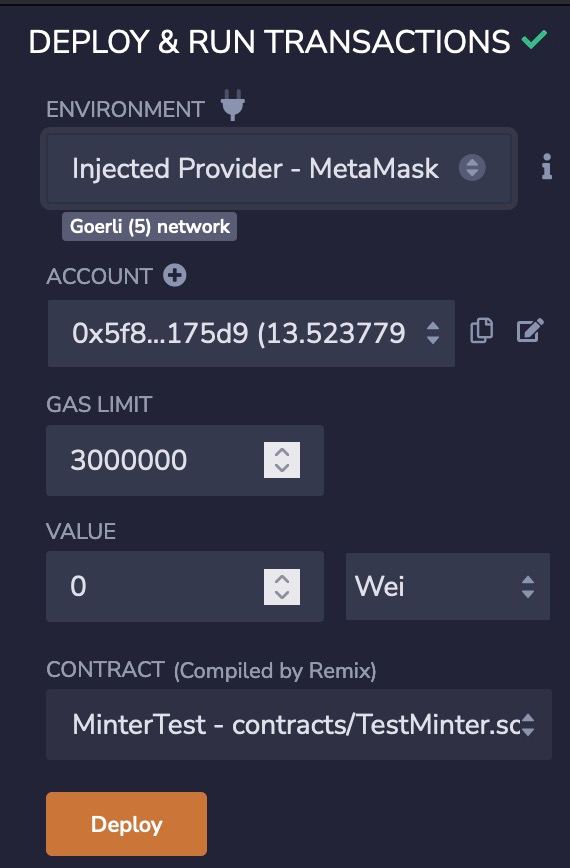 DEPLOY & RUN TRANSACTIONS
ENVIRONMENT
Injected Provider - MetaMask
Goerli (5) network
ACCOUNT
0x5f8...175d9 (13.523779
GAS LIMIT
3000000
VALUE
0 Wei
CONTRACT (Compiled by Remix)
MinterTest - contracts/TestMinter.sc
Deploy